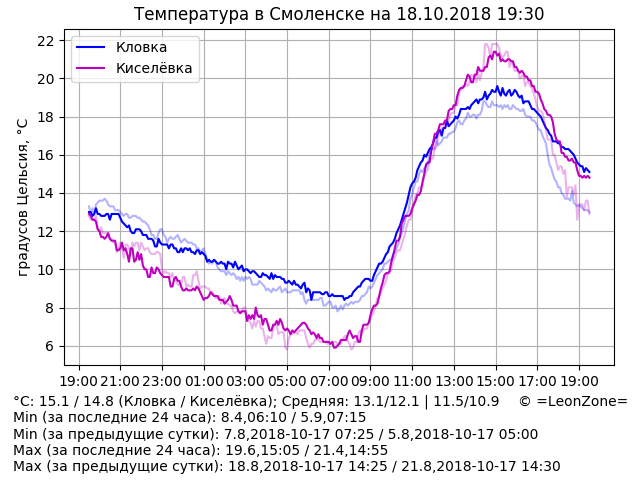 Температура в Смоленске на 18.10.2018 19:30
22
20
18
16
14
12
10
8
6
градусов Цельсия, °C
Кловка
Киселёвка
19:00 21:00 23:00 01:00 03:00 05:00 07:00 09:00 11:00 13:00 15:00 17:00 19:00
°C: 15.1 / 14.8 (Кловка / Киселёвка); Средняя: 13.1/12.1 | 11.5/10.9 © =LeonZone=
Min (за последние 24 часа): 8.4,06:10 / 5.9,07:15
Min (за предыдущие сутки): 7.8,2018-10-17 07:25 / 5.8,2018-10-17 05:00
Max (за последние 24 часа): 19.6,15:05 / 21.4,14:55
Max (за предыдущие сутки): 18.8,2018-10-17 14:25 / 21.8,2018-10-17 14:30